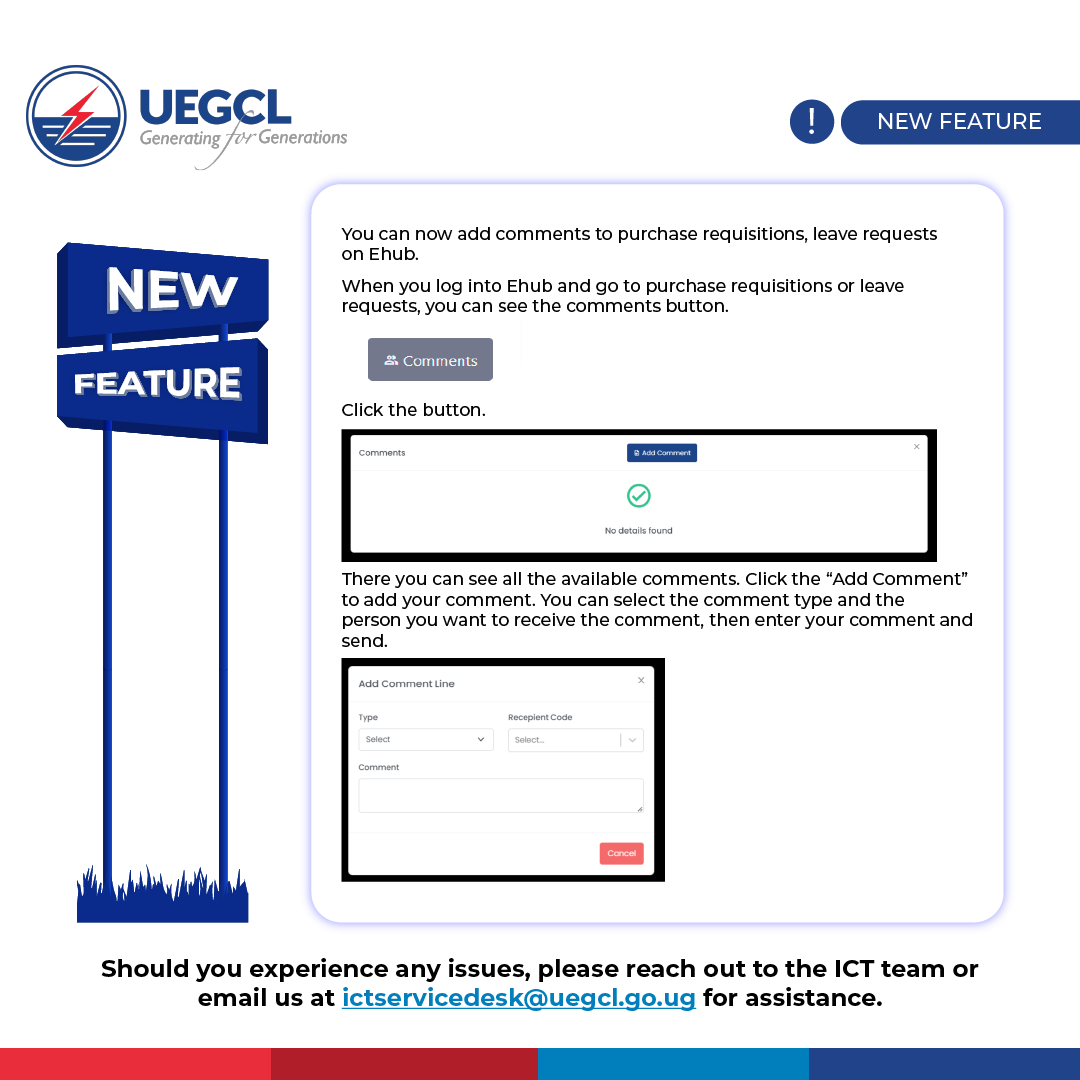 UEGCL
Generating for Generations
!
NEW FEATURE
NEW
FEATURE
You can now add comments to purchase requisitions, leave requests
on Ehub.
When you log into Ehub and go to purchase requisitions or leave
requests, you can see the comments button.
Comments
Click the button.
Comments
Add Comment
×
No details found
There you can see all the available comments. Click the “Add Comment”
to add your comment. You can select the comment type and the
person you want to receive the comment, then enter your comment and
send.
Add Comment Line
×
Type
Recepient Code
Select
Select...
Comment
Cancel
Should you experience any issues, please reach out to the ICT team or
email us at ictservicedesk@uegcl.go.ug for assistance.